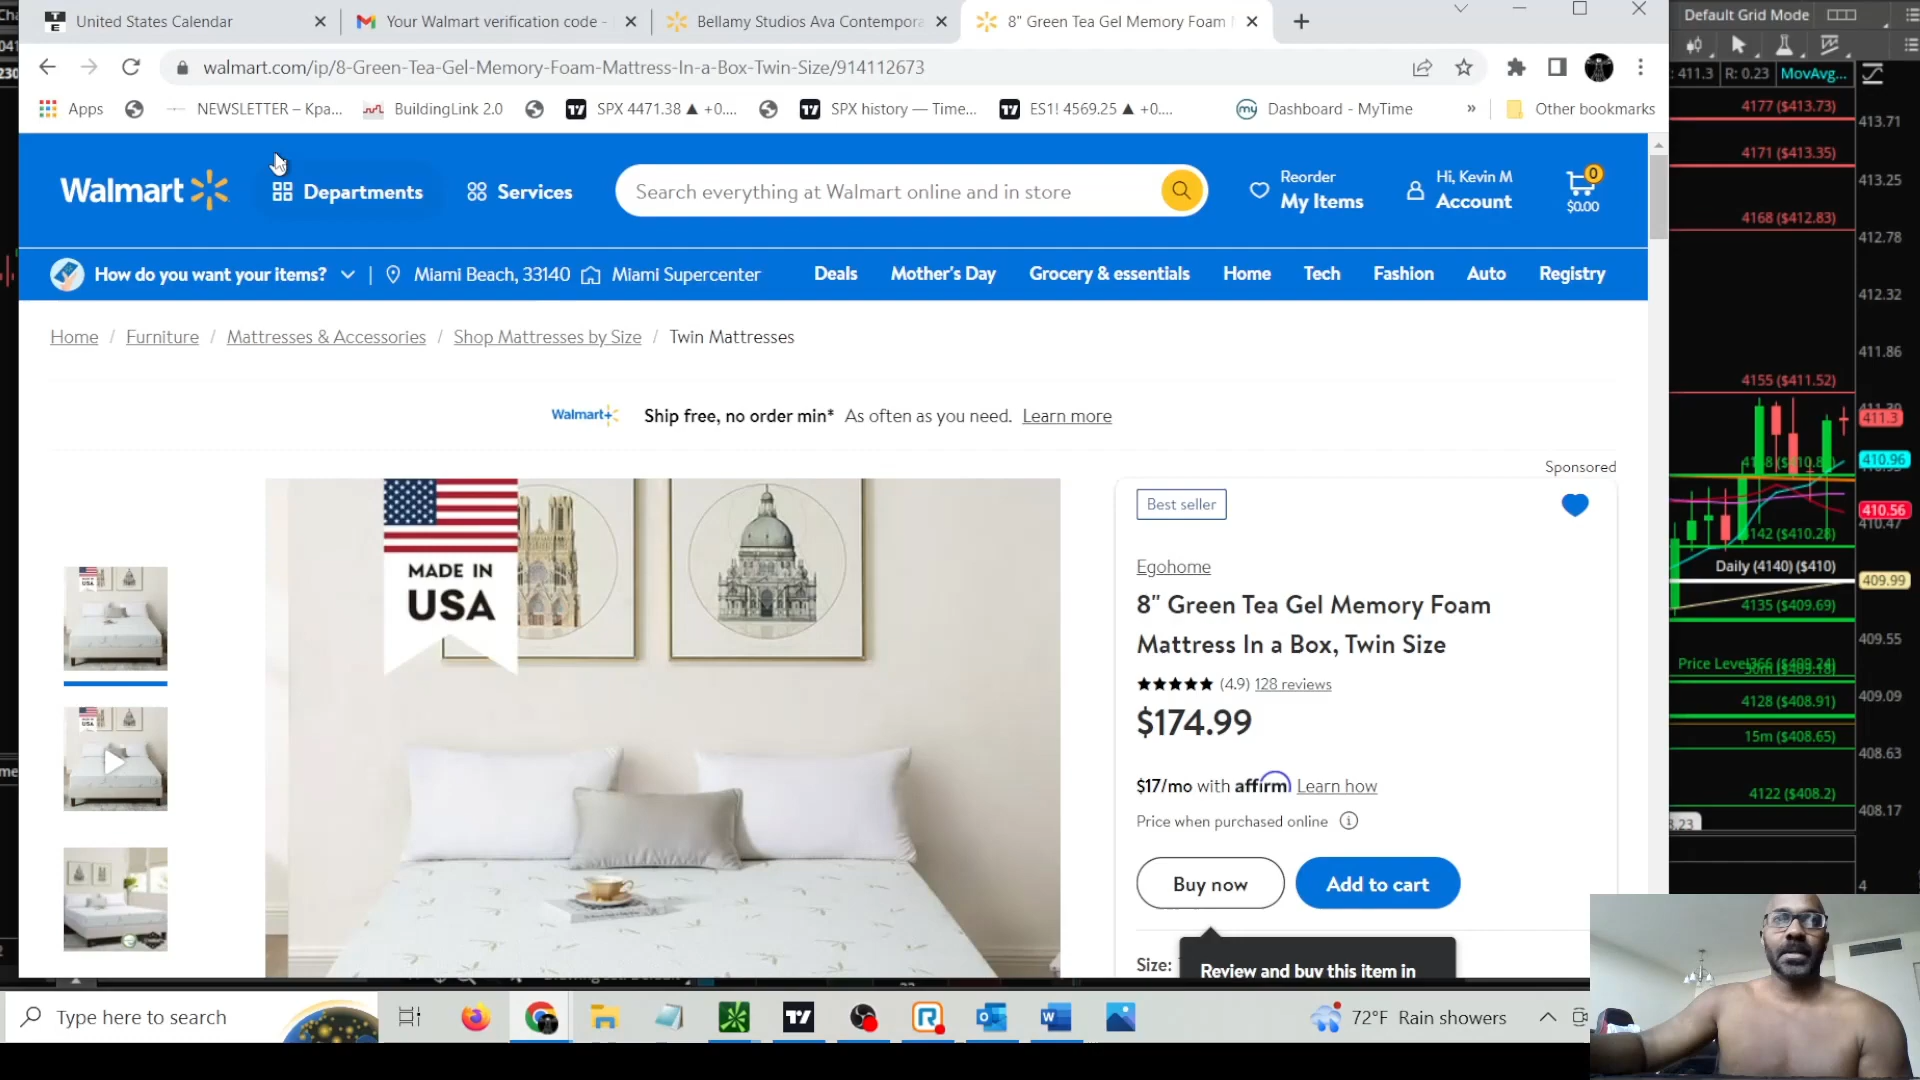 United States Calendar
Your Walmart verification code -
Bellamy Studios Ava Contempora
8" Green Tea Gel Memory Foam
Default Grid Mode
walmart.com/ip/8-Green-Tea-Gel-Memory-Foam-Mattress-In-a-Box-Twin-Size/914112673
411.3 R: 0.23 MovAvg...
Apps
NEWSLETTER – Kpa...
BuildingLink 2.0
SPX 4471.38 ▲ +0....
SPX history — Time...
ES1! 4569.25 ▲ +0....
my
Dashboard - MyTime
»
Other bookmarks
4177 ($413.73)
413.71
4171 ($413.35)
413.25
4168 ($412.83)
412.78
412.32
411.86
4155 ($411.52)
411.3
410.96
410.56
410.47
142 ($410.28)
Daily (4140) ($410)
409.99
4135 ($409.69)
409.55
409.09
4128 ($408.91)
15m ($408.65)
408.63
4122 ($408.2)
408.17
Walmart
Departments
Services
Search everything at Walmart online and in store
Reorder
My Items
Hi, Kevin M
Account
0
$0.00
How do you want your items? | Miami Beach, 33140 Miami Supercenter
Deals Mother's Day Grocery & essentials Home Tech Fashion Auto Registry
Home / Furniture / Mattresses & Accessories / Shop Mattresses by Size / Twin Mattresses
Walmart+ Ship free, no order min* As often as you need. Learn more
Sponsored
Best seller
MADE IN
USA
Egohome
8" Green Tea Gel Memory Foam
Mattress In a Box, Twin Size
★★★★★ (4.9) 128 reviews
$174.99
$17/mo with affirm Learn how
Price when purchased online
Buy now
Add to cart
Size:
Review and buy this item in
Type here to search
72°F Rain showers